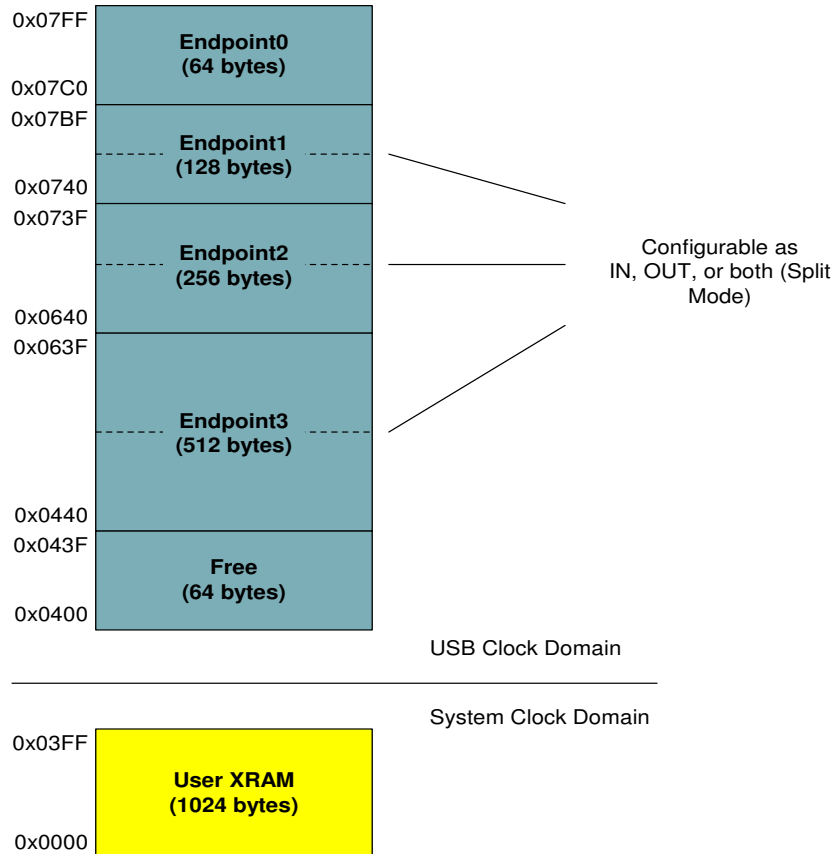 0x07FF
Endpoint0
(64 bytes)
0x07C0
0x07BF
Endpoint1
(128 bytes)
0x0740
0x073F
Endpoint2
(256 bytes)
Configurable as
IN, OUT, or both (Split
Mode)
0x0640
0x063F
Endpoint3
(512 bytes)
0x0440
0x043F
Free
(64 bytes)
0x0400
USB Clock Domain
System Clock Domain
0x03FF
User XRAM
(1024 bytes)
0x0000